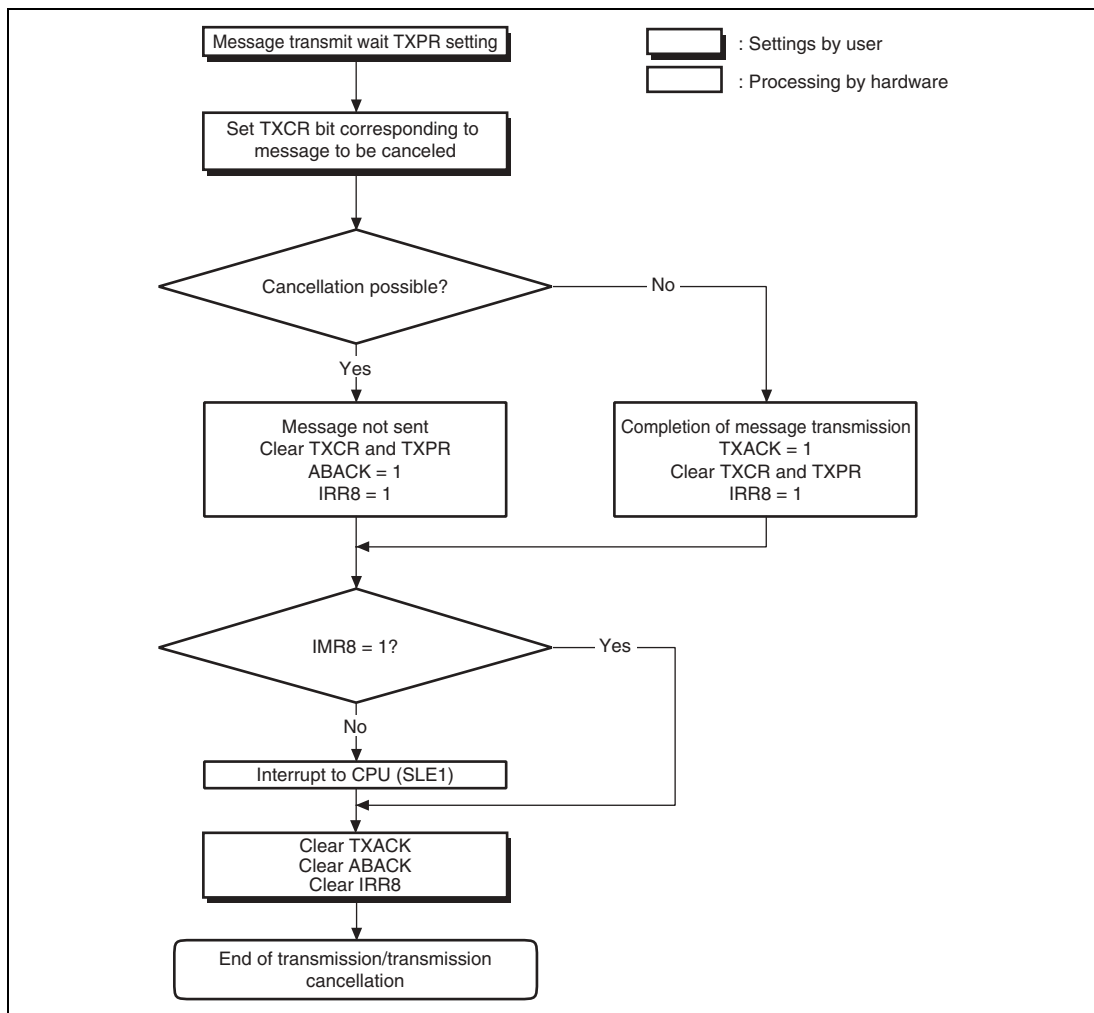 Message transmit wait TXPR setting
: Settings by user
: Processing by hardware
Set TXCR bit corresponding to
message to be canceled
Cancellation possible?
No
Yes
Message not sent
Clear TXCR and TXPR
ABACK = 1
IRR8 = 1
Completion of message transmission
TXACK = 1
Clear TXCR and TXPR
IRR8 = 1
IMR8 = 1?
Yes
No
Interrupt to CPU (SLE1)
Clear TXACK
Clear ABACK
Clear IRR8
End of transmission/transmission
cancellation